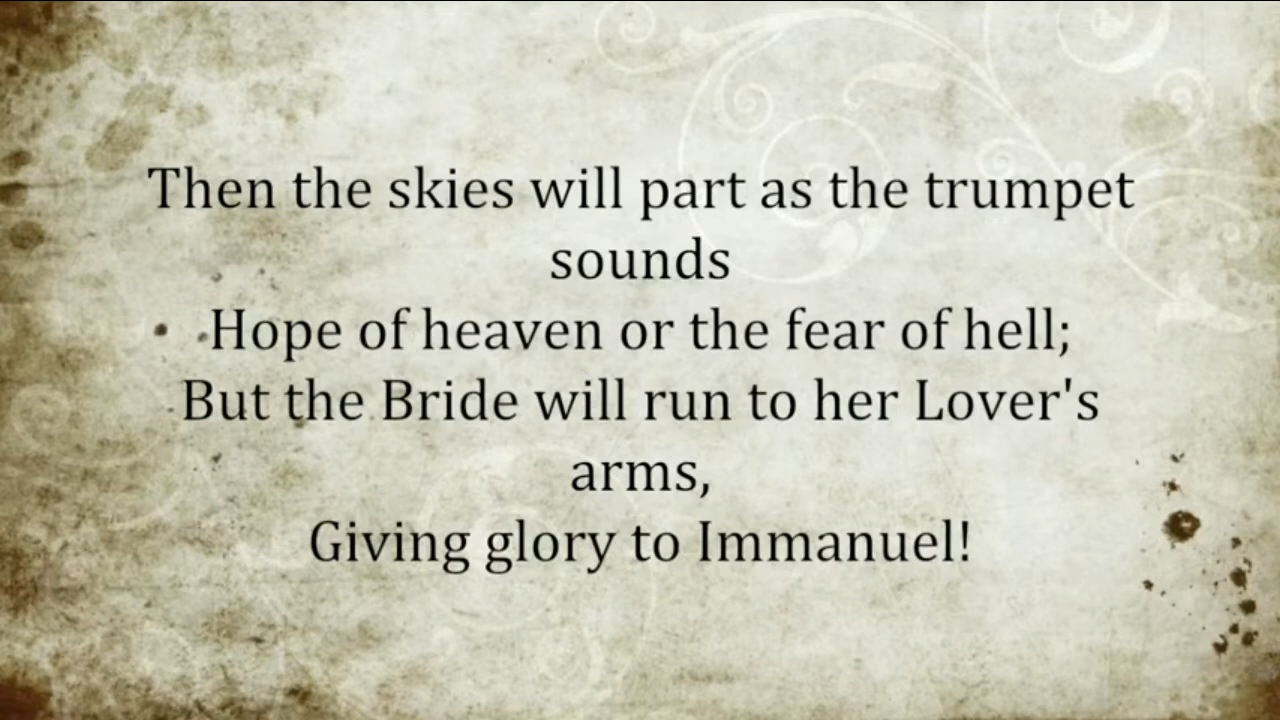 Then the skies will part as the trumpet
sounds
Hope of heaven or the fear of hell;
But the Bride will run to her Lover's
arms,
Giving glory to Immanuel!